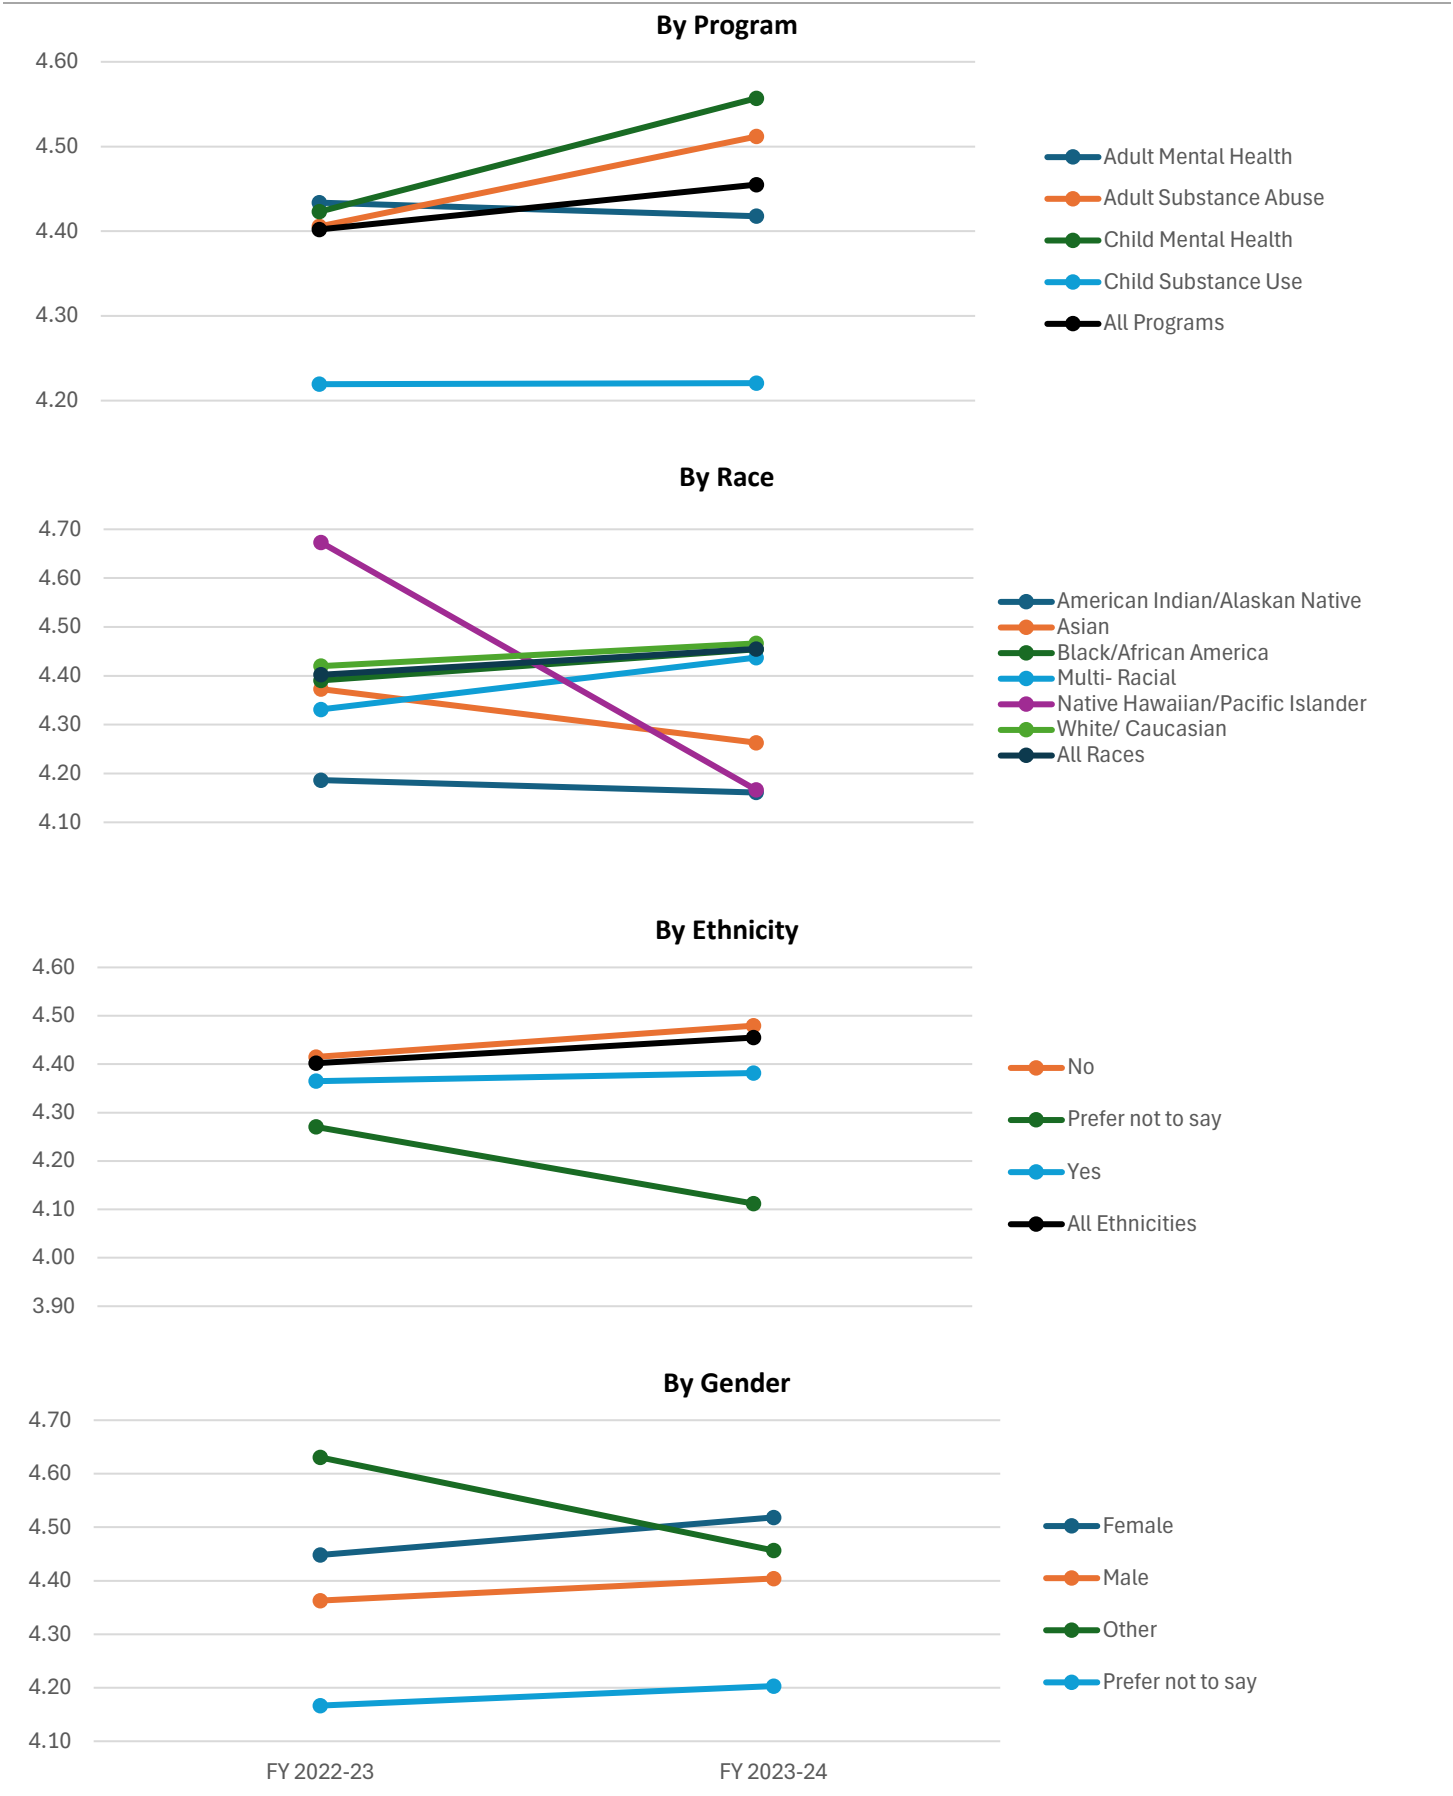 By Program
4.60
4.50
4.40
4.30
4.20
Adult Mental Health
Adult Substance Abuse
Child Mental Health
Child Substance Use
All Programs
By Race
4.70
4.60
4.50
4.40
4.30
4.20
4.10
American Indian/Alaskan Native
Asian
Black/African America
Multi- Racial
Native Hawaiian/Pacific Islander
White/ Caucasian
All Races
By Ethnicity
4.60
4.50
4.40
4.30
4.20
4.10
4.00
3.90
No
Prefer not to say
Yes
All Ethnicities
By Gender
4.70
4.60
4.50
4.40
4.30
4.20
4.10
Female
Male
Other
Prefer not to say
FY 2022-23 FY 2023-24